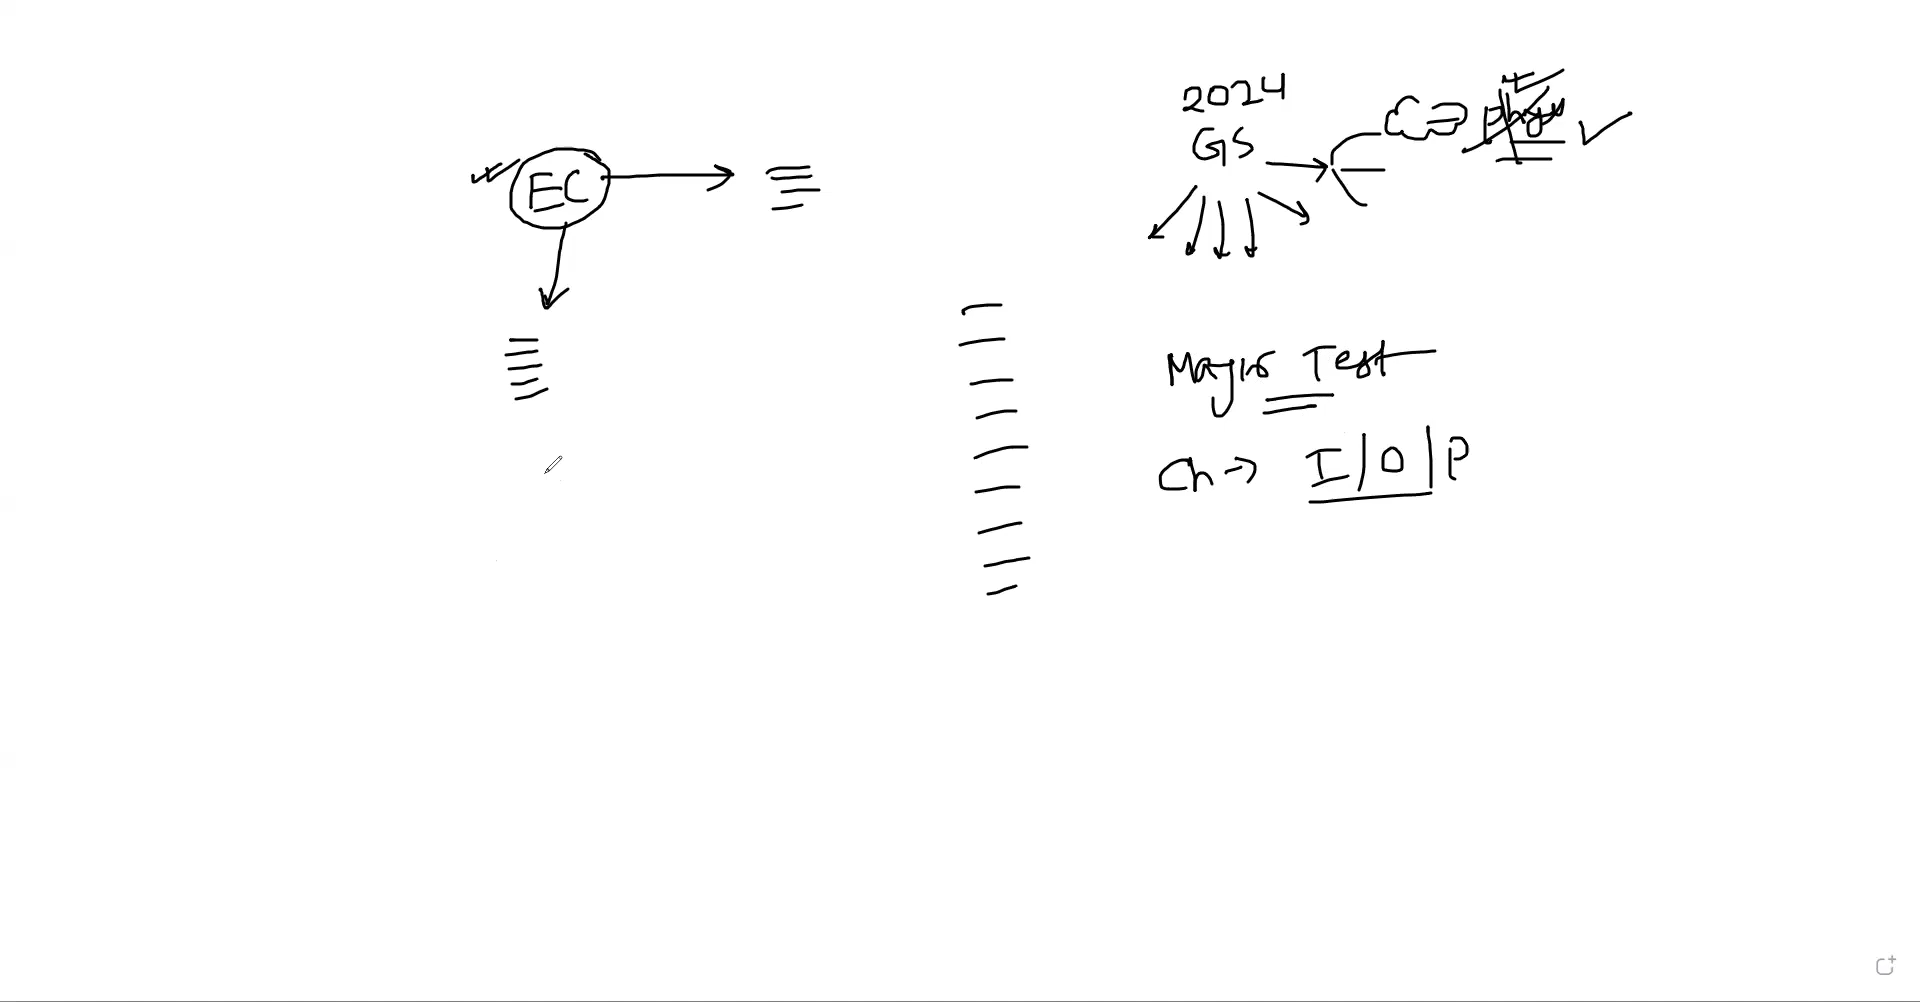 EC
2024
GS
Major Test
Ch → I/O/P